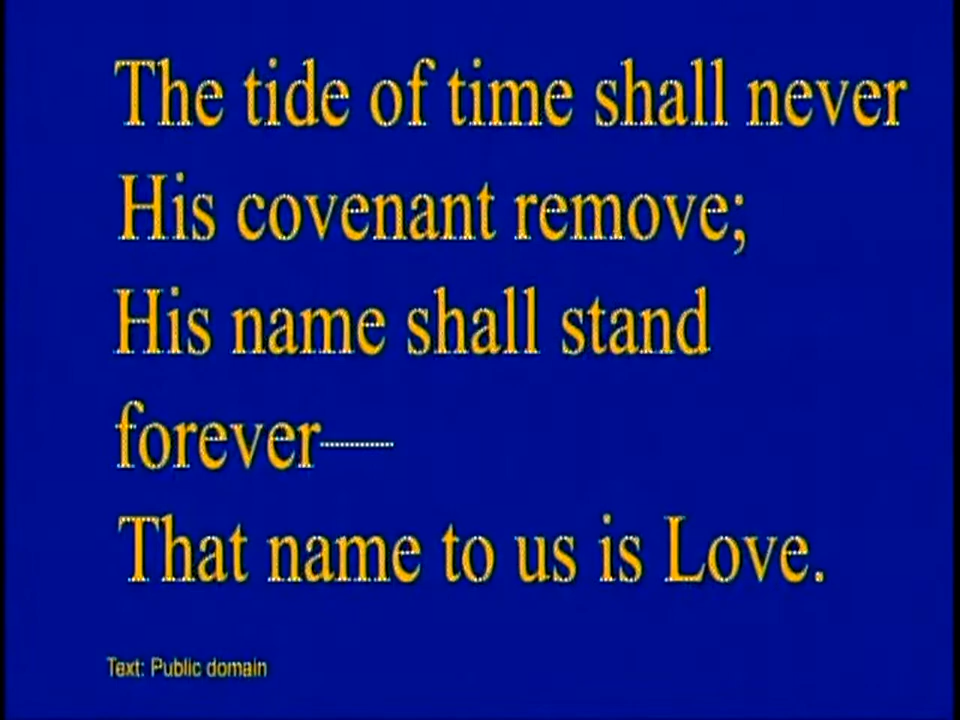 The tide of time shall never
His covenant remove;
His name shall stand
forever—
That name to us is Love.
Text: Public domain